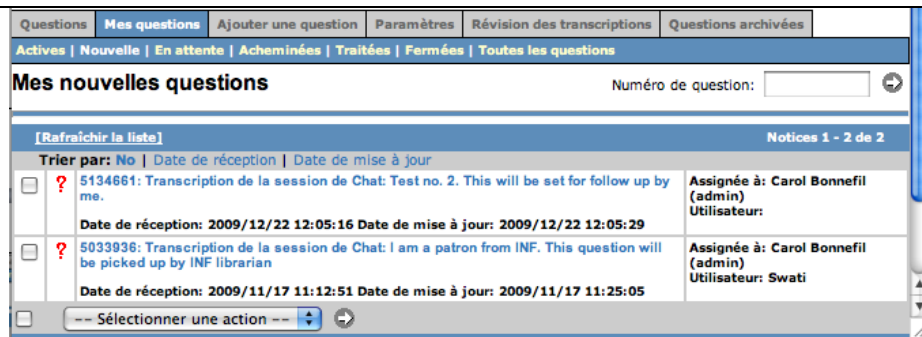 Questions Mes questions Ajouter une question Paramètres Révision des transcriptions Questions archivées
Actives | Nouvelle | En attente | Acheminées | Traitées | Fermées | Toutes les questions
Mes nouvelles questions Numéro de question:
[Rafraîchir la liste] Notices 1 - 2 de 2
Trier par: No | Date de réception | Date de mise à jour
? 5134661: Transcription de la session de Chat: Test no. 2. This will be set for follow up by
me.
Date de réception: 2009/12/22 12:05:16 Date de mise à jour: 2009/12/22 12:05:29
Assignée à: Carol Bonnefil
(admin)
Utilisateur:
? 5033936: Transcription de la session de Chat: I am a patron from INF. This question will
be picked up by INF librarian
Date de réception: 2009/11/17 11:12:51 Date de mise à jour: 2009/11/17 11:25:05
Assignée à: Carol Bonnefil
(admin)
Utilisateur: Swati
-- Sélectionner une action --